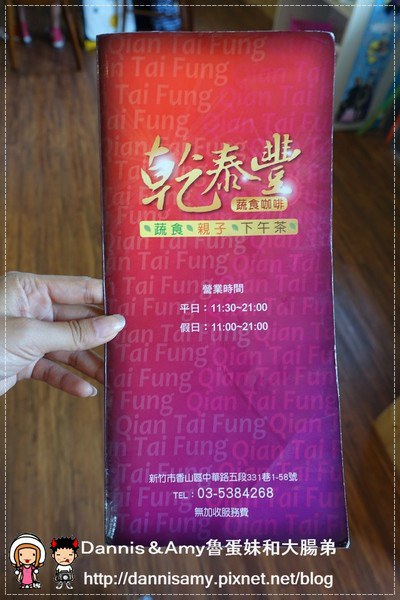 乾泰豐
蔬食咖啡
蔬食 親子 下午茶
營業時間
平日：11:30~21:00
假日：11:00~21:00
Qian Tai Fung
新竹市香山區中華路五段331巷1-58號
TEL：03-5384268
無加收服務費
Dannis＆Amy魯蛋妹和大腸弟
http://dannisamy.pixnet.net/blog